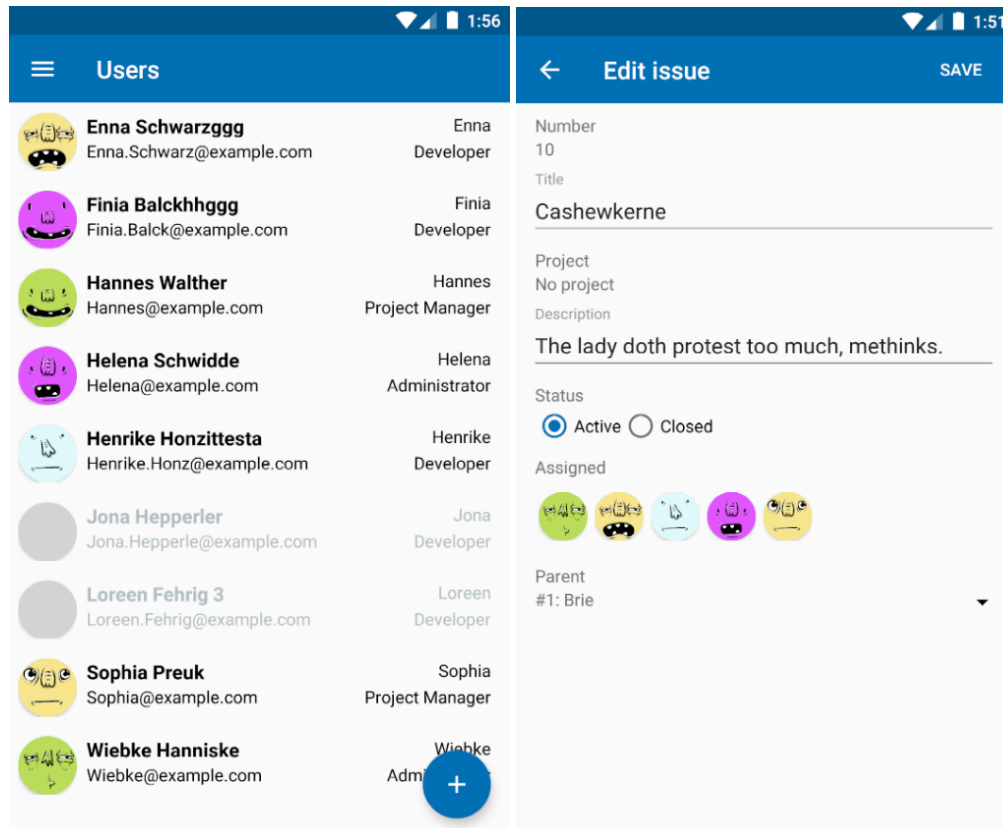 1:56
Users
Enna Schwarzggg Enna
Enna.Schwarz@example.com Developer
Finia Balckhhggg Finia
Finia.Balck@example.com Developer
Hannes Walther Hannes
Hannes@example.com Project Manager
Helena Schwidde Helena
Helena@example.com Administrator
Henrike Honzittesta Henrike
Henrike.Honz@example.com Developer
Jona Hepperler Jona
Jona.Hepperle@example.com Developer
Loreen Fehrig 3 Loreen
Loreen.Fehrig@example.com Developer
Sophia Preuk Sophia
Sophia@example.com Project Manager
Wiebke Hanniske Wiebke
Wiebke@example.com
1:51
Edit issue SAVE
Number
10
Title
Cashewkerne
Project
No project
Description
The lady doth protest too much, methinks.
Status
Active Closed
Assigned
Parent
#1: Brie